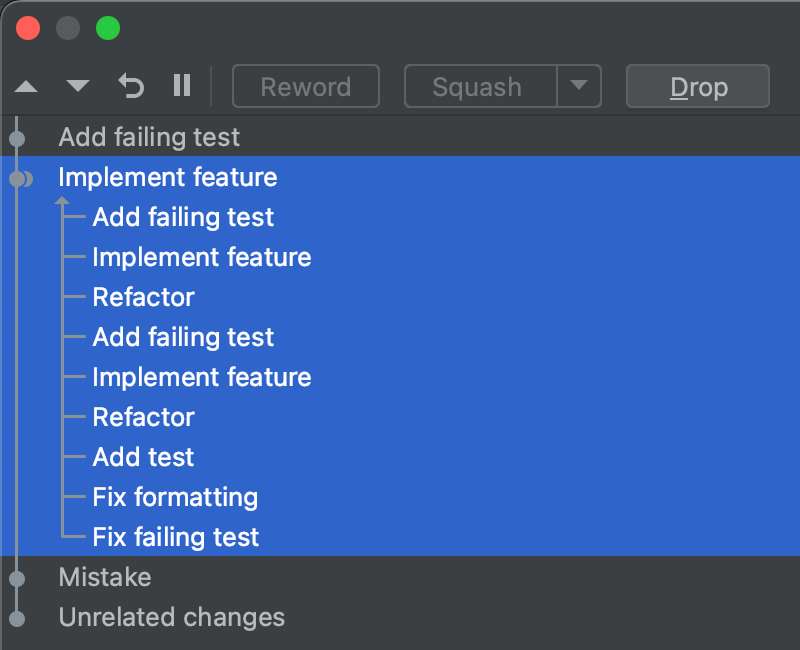 Reword Squash Drop
Add failing test
Implement feature
Add failing test
Implement feature
Refactor
Add failing test
Implement feature
Refactor
Add test
Fix formatting
Fix failing test
Mistake
Unrelated changes